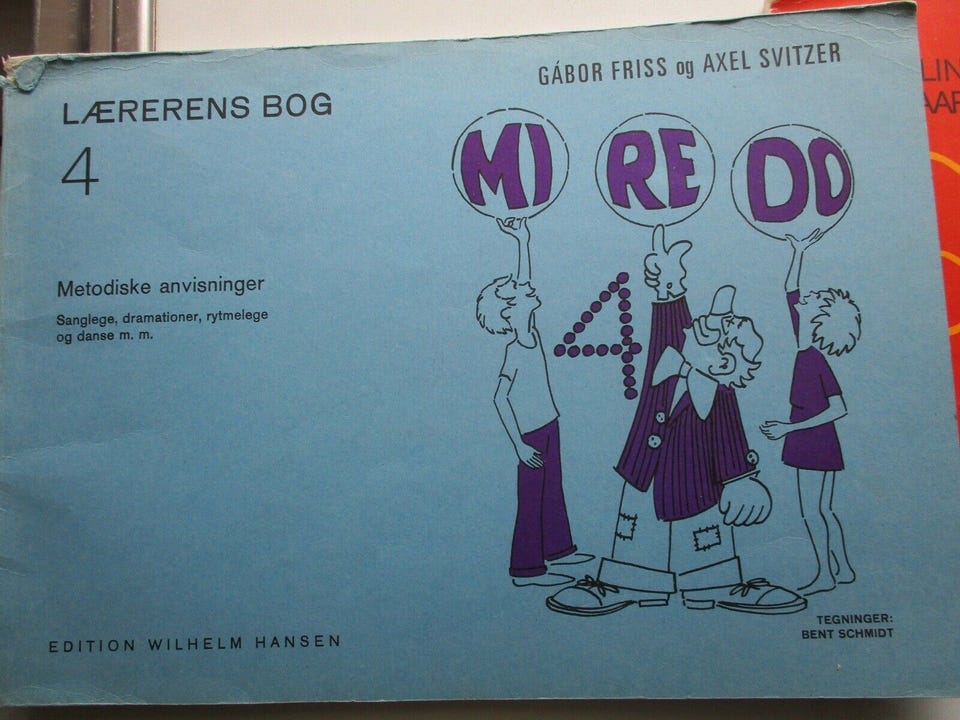 LÆRERENS BOG
4
GÁBOR FRISS og AXEL SVITZER
MI RE DO
4
Metodiske anvisninger
Sanglege, dramationer, rytmelege
og danse m. m.
EDITION WILHELM HANSEN
TEGNINGER:
BENT SCHMIDT